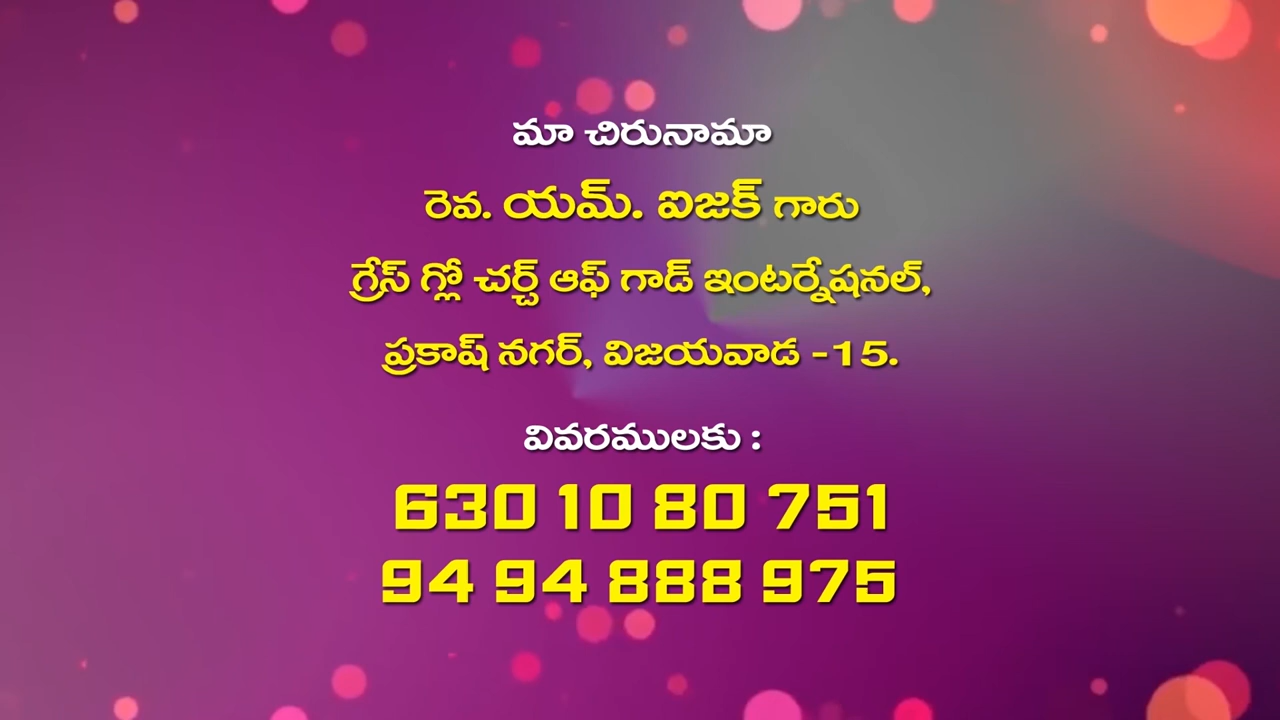 మా చిరునామా
రెవ. యమ్. ఐజక్ గారు
గ్రేస్ గ్లో చర్చ్ ఆఫ్ గాడ్ ఇంటర్నేషనల్,
ప్రకాష్ నగర్, విజయవాడ -15.
వివరములకు :
630 10 80 751
94 94 888 975